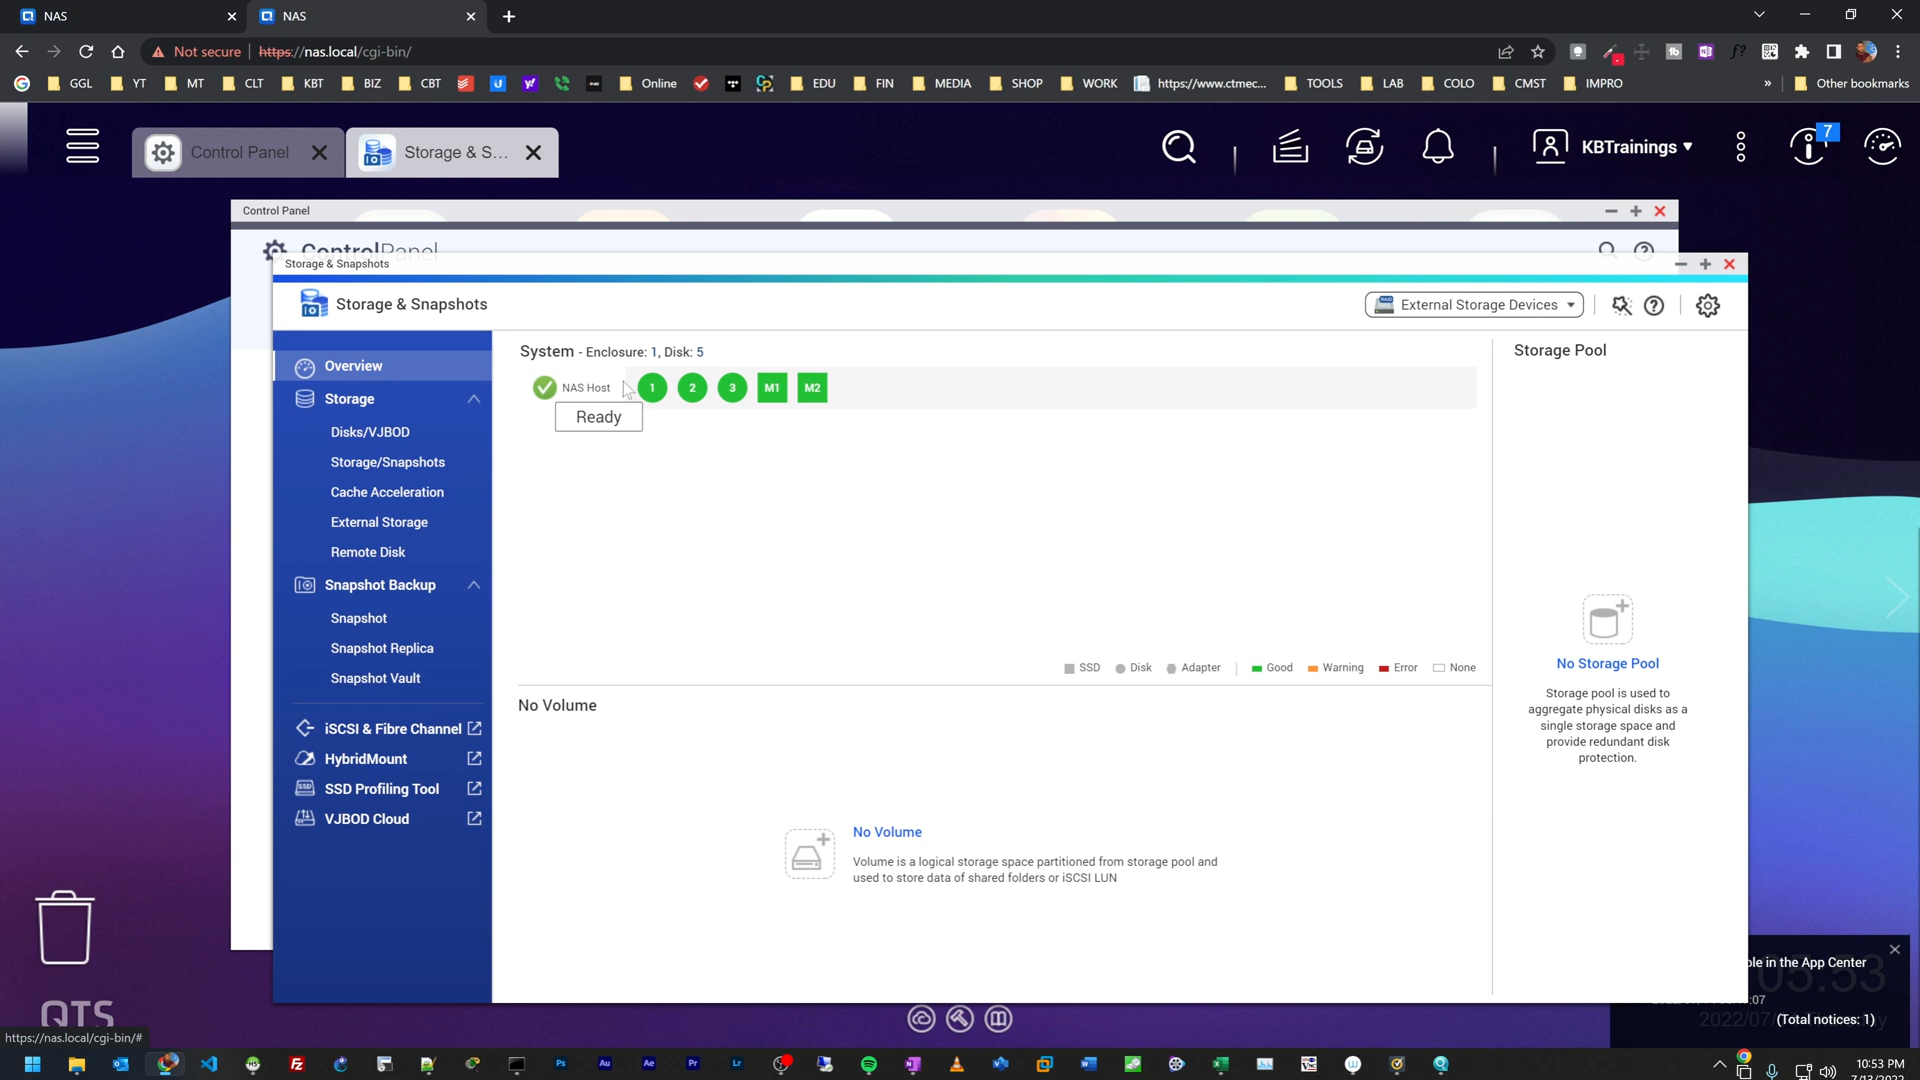 NAS
NAS
Not secure
https://nas.local/cgi-bin/
GGL
YT
MT
CLT
KBT
BIZ
CBT
Online
EDU
FIN
MEDIA
SHOP
WORK
https://www.ctmec...
TOOLS
LAB
COLO
CMST
IMPRO
»
Other bookmarks
Control Panel
Storage & S...
KBTrainings
7
Control Panel
ControlPanel
Storage & Snapshots
Storage & Snapshots
External Storage Devices
Overview
Storage
Disks/VJBOD
Storage/Snapshots
Cache Acceleration
External Storage
Remote Disk
Snapshot Backup
Snapshot
Snapshot Replica
Snapshot Vault
iSCSI & Fibre Channel
HybridMount
SSD Profiling Tool
VJBOD Cloud
System - Enclosure: 1, Disk: 5
NAS Host
1
2
3
M1
M2
Ready
SSD
Disk
Adapter
Good
Warning
Error
None
No Volume
No Volume
Volume is a logical storage space partitioned from storage pool and
used to store data of shared folders or iSCSI LUN
Storage Pool
No Storage Pool
Storage pool is used to
aggregate physical disks as a
single storage space and
provide redundant disk
protection.
in the App Center
05:53
:07
2022/07/
(Total notices: 1)
QTS
https://nas.local/cgi-bin/#
10:53 PM
7/13/2022